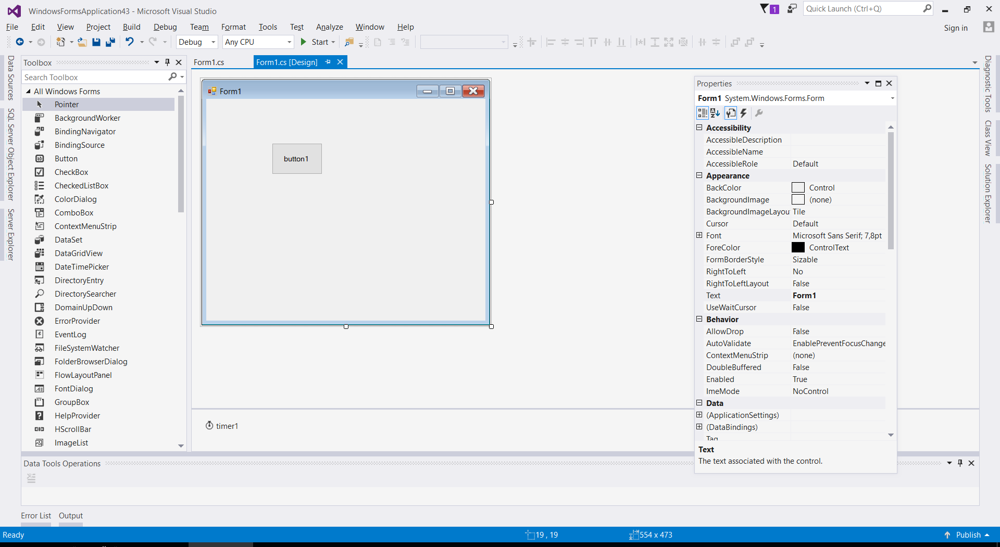 WindowsFormsApplication43 - Microsoft Visual Studio
1
Quick Launch (Ctrl+Q)
File Edit View Project Build Debug Team Format Tools Test Analyze Window Help
Sign in
Debug
Any CPU
Start
Data Sources
SQL Server Object Explorer
Server Explorer
Toolbox
Search Toolbox
All Windows Forms
Pointer
BackgroundWorker
BindingNavigator
BindingSource
Button
CheckBox
CheckedListBox
ColorDialog
ComboBox
ContextMenuStrip
DataSet
DataGridView
DateTimePicker
DirectoryEntry
DirectorySearcher
DomainUpDown
ErrorProvider
EventLog
FileSystemWatcher
FolderBrowserDialog
FlowLayoutPanel
FontDialog
GroupBox
HelpProvider
HScrollBar
ImageList
Form1.cs
Form1.cs [Design]
Form1
button1
timer1
Properties
Form1 System.Windows.Forms.Form
Accessibility
AccessibleDescription
AccessibleName
AccessibleRole Default
Appearance
BackColor Control
BackgroundImage (none)
BackgroundImageLayou Tile
Cursor Default
Font Microsoft Sans Serif; 7,8pt
ForeColor ControlText
FormBorderStyle Sizable
RightToLeft No
RightToLeftLayout False
Text Form1
UseWaitCursor False
Behavior
AllowDrop False
AutoValidate EnablePreventFocusChange
ContextMenuStrip (none)
DoubleBuffered False
Enabled True
ImeMode NoControl
Data
(ApplicationSettings)
(DataBindings)
Tag
Text
The text associated with the control.
Diagnostic Tools
Class View
Solution Explorer
Data Tools Operations
Error List Output
Ready
19 , 19
554 x 473
Publish